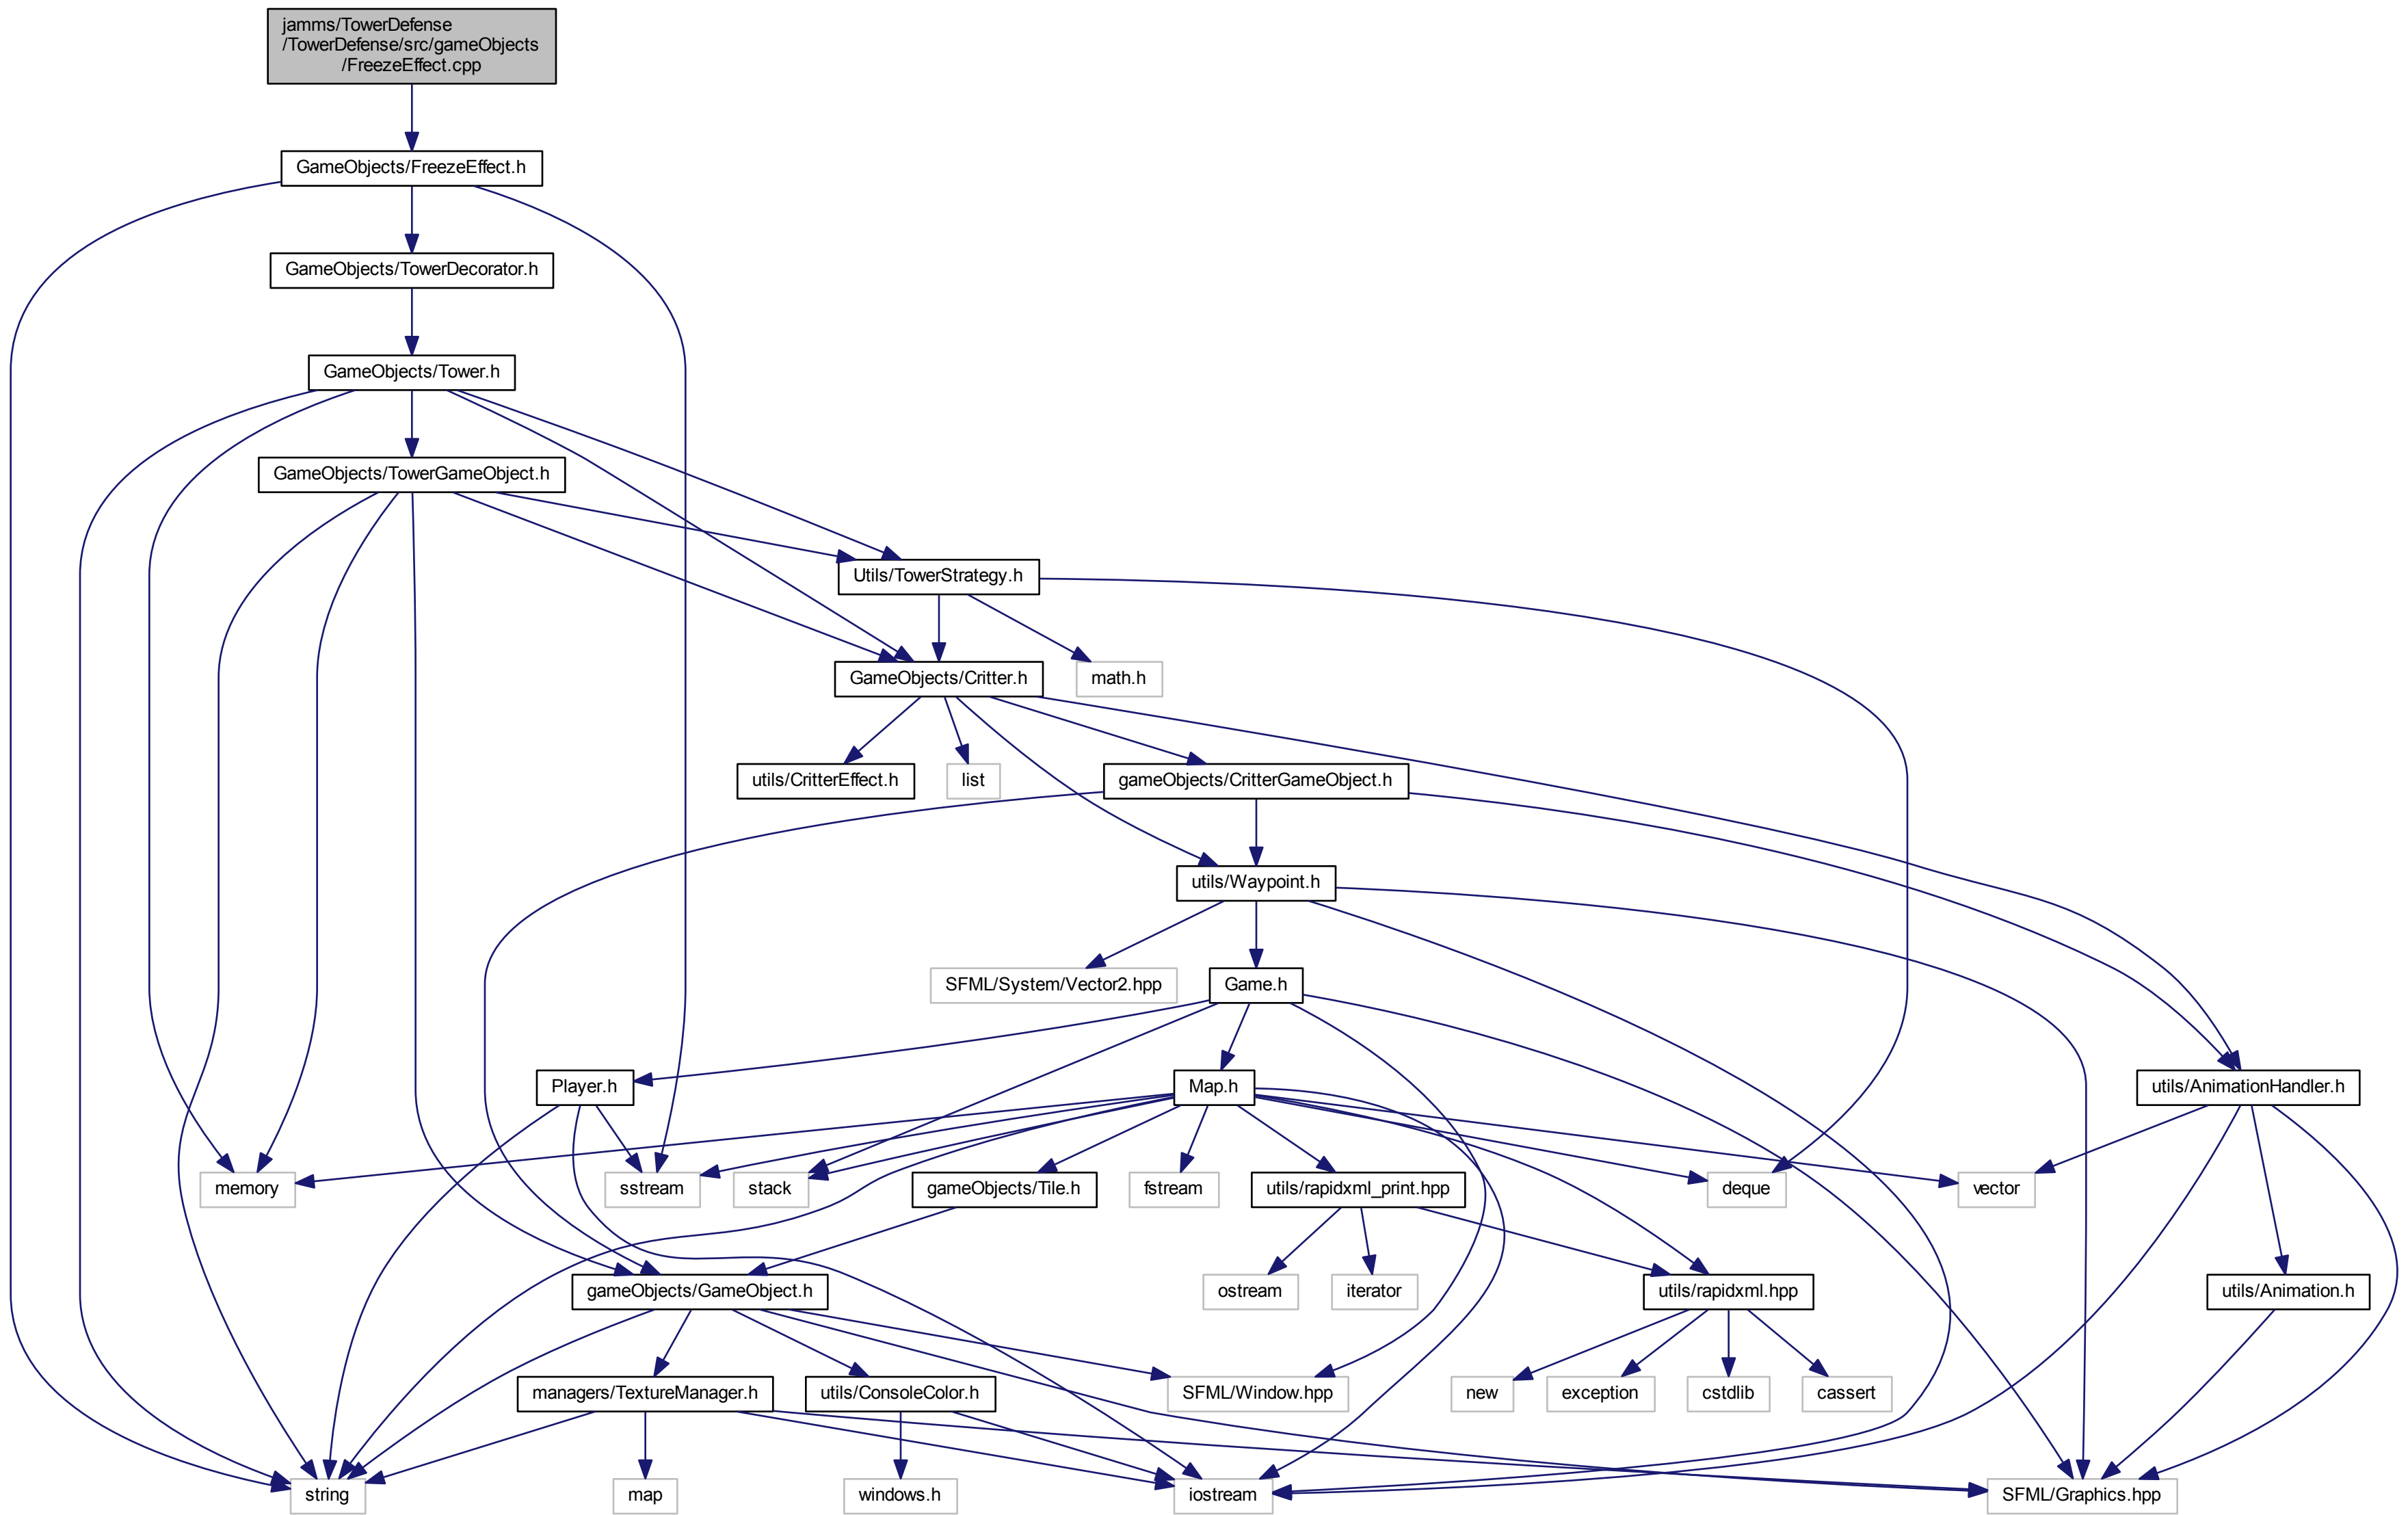 jamms/TowerDefense
/TowerDefense/src/gameObjects
/FreezeEffect.cpp
GameObjects/FreezeEffect.h
GameObjects/TowerDecorator.h
GameObjects/Tower.h
GameObjects/TowerGameObject.h
Utils/TowerStrategy.h
GameObjects/Critter.h
math.h
utils/CritterEffect.h
list
gameObjects/CritterGameObject.h
utils/Waypoint.h
SFML/System/Vector2.hpp
Game.h
Player.h
Map.h
utils/AnimationHandler.h
memory
sstream
stack
gameObjects/Tile.h
fstream
utils/rapidxml_print.hpp
deque
vector
gameObjects/GameObject.h
ostream
iterator
utils/rapidxml.hpp
utils/Animation.h
managers/TextureManager.h
utils/ConsoleColor.h
SFML/Window.hpp
new
exception
cstdlib
cassert
string
map
windows.h
iostream
SFML/Graphics.hpp